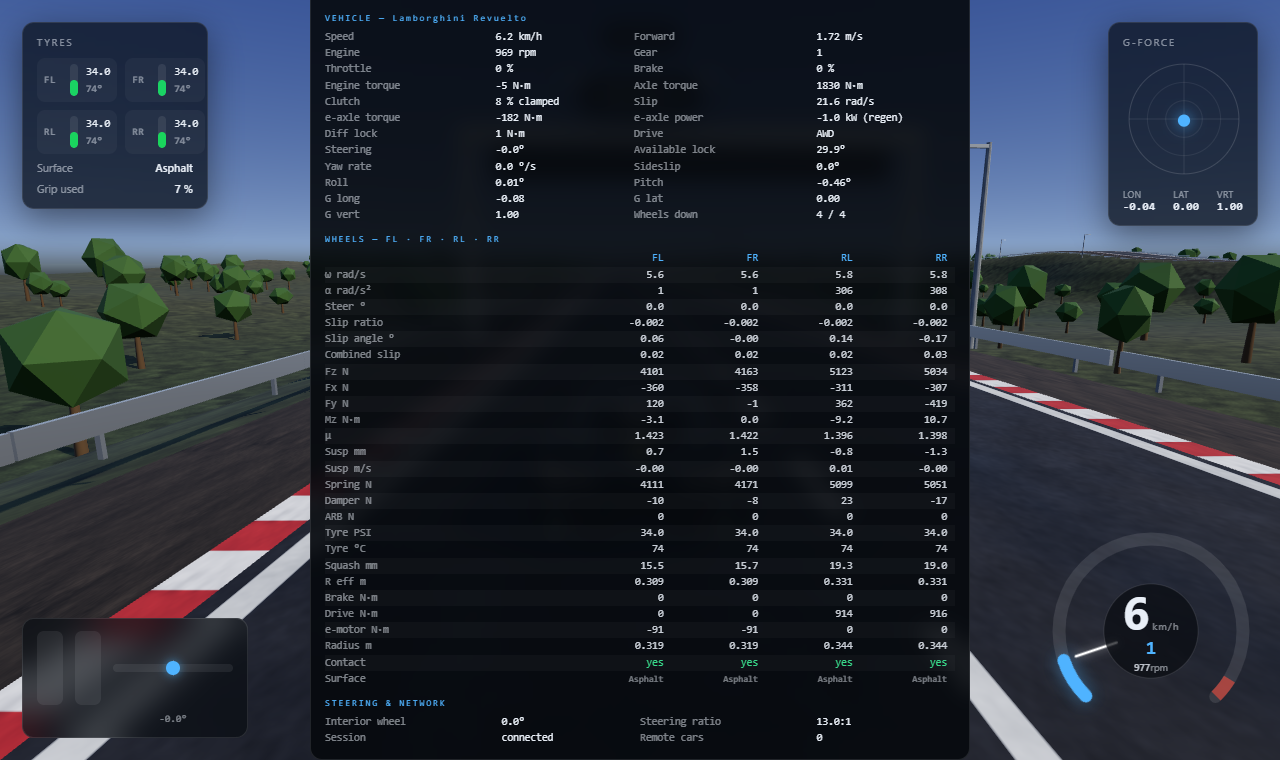 TYRES
FL 34.0 74° FR 34.0 74°
RL 34.0 74° RR 34.0 74°
Surface Asphalt
Grip used 7 %
VEHICLE — Lamborghini Revuelto
Speed 6.2 km/h Forward 1.72 m/s
Engine 969 rpm Gear 1
Throttle 0 % Brake 0 %
Engine torque -5 N·m Axle torque 1830 N·m
Clutch 8 % clamped Slip 21.6 rad/s
e-axle torque -182 N·m e-axle power -1.0 kW (regen)
Diff lock 1 N·m Drive AWD
Steering -0.0° Available lock 29.9°
Yaw rate 0.0 °/s Sideslip 0.0°
Roll 0.01° Pitch -0.46°
G long -0.08 G lat 0.00
G vert 1.00 Wheels down 4 / 4
WHEELS — FL · FR · RL · RR
FL FR RL RR
ω rad/s 5.6 5.6 5.8 5.8
α rad/s² 1 1 306 308
Steer ° 0.0 0.0 0.0 0.0
Slip ratio -0.002 -0.002 -0.002 -0.002
Slip angle ° 0.06 -0.00 0.14 -0.17
Combined slip 0.02 0.02 0.02 0.03
Fz N 4101 4163 5123 5034
Fx N -360 -358 -311 -307
Fy N 120 -1 362 -419
Mz N·m -3.1 0.0 -9.2 10.7
μ 1.423 1.422 1.396 1.398
Susp mm 0.7 1.5 -0.8 -1.3
Susp m/s -0.00 -0.00 0.01 -0.00
Spring N 4111 4171 5099 5051
Damper N -10 -8 23 -17
ARB N 0 0 0 0
Tyre PSI 34.0 34.0 34.0 34.0
Tyre °C 74 74 74 74
Squash mm 15.5 15.7 19.3 19.0
R eff m 0.309 0.309 0.331 0.331
Brake N·m 0 0 0 0
Drive N·m 0 0 914 916
e-motor N·m -91 -91 0 0
Radius m 0.319 0.319 0.344 0.344
Contact yes yes yes yes
Surface Asphalt Asphalt Asphalt Asphalt
STEERING & NETWORK
Interior wheel 0.0° Steering ratio 13.0:1
Session connected Remote cars 0
G-FORCE
LON LAT VRT
-0.04 0.00 1.00
-0.0°
6 km/h
1
977rpm